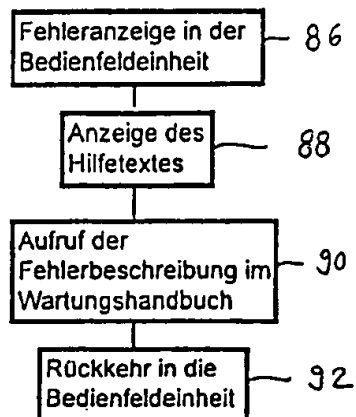 Fehleranzeige in der
Bedienfeldeinheit
86
Anzeige des
Hilfetextes
88
Aufruf der
Fehlerbeschreibung im
Wartungshandbuch
90
Rückkehr in die
Bedienfeldeinheit
92